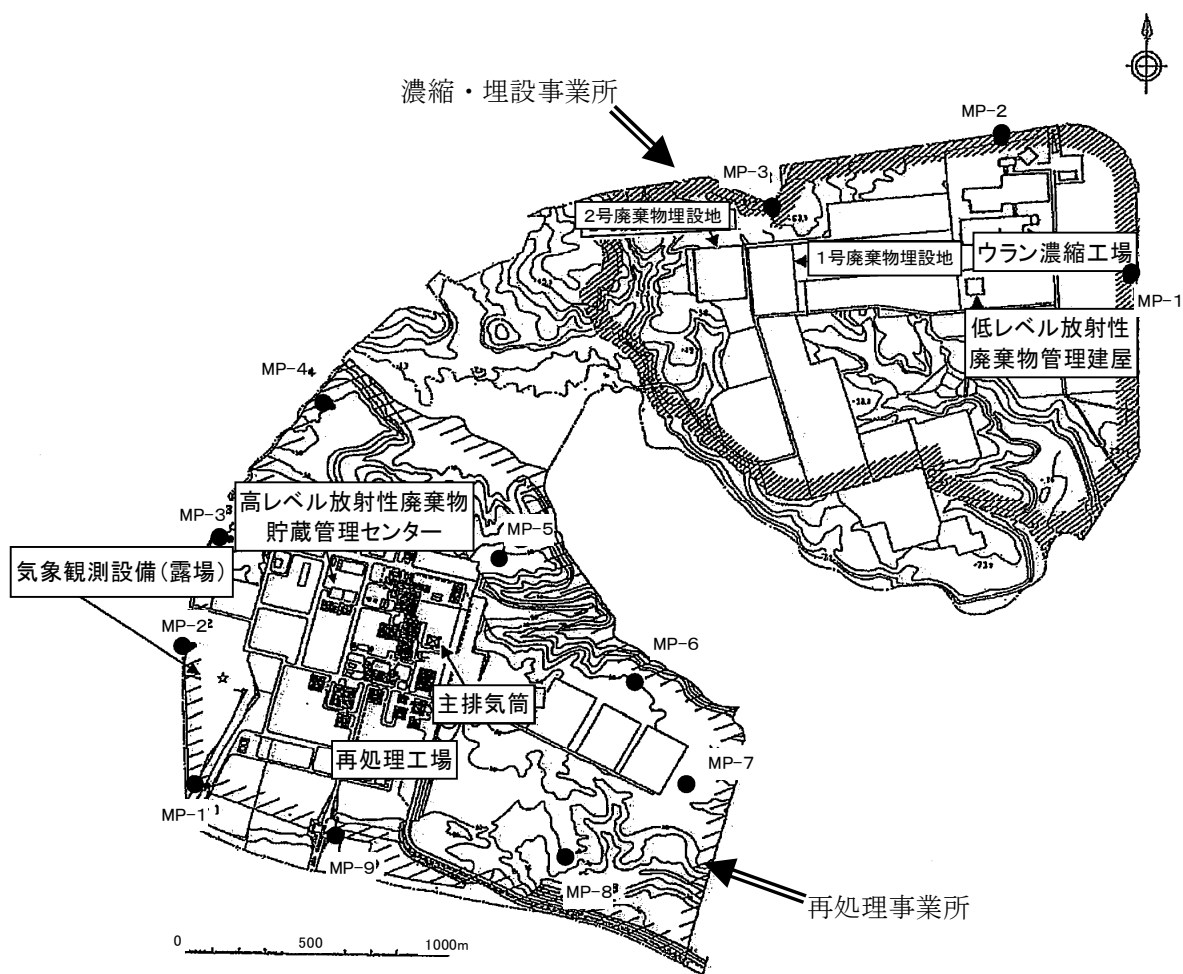 濃縮・埋設事業所
MP-2
MP-3
2号廃棄物埋設地
1号廃棄物埋設地
ウラン濃縮工場
MP-1
低レベル放射性
廃棄物管理建屋
MP-4
高レベル放射性廃棄物
貯蔵管理センター
MP-3
MP-5
気象観測設備(露場)
MP-2
MP-6
主排気筒
再処理工場
MP-7
MP-1
MP-9
MP-8
再処理事業所
0 500 1000m